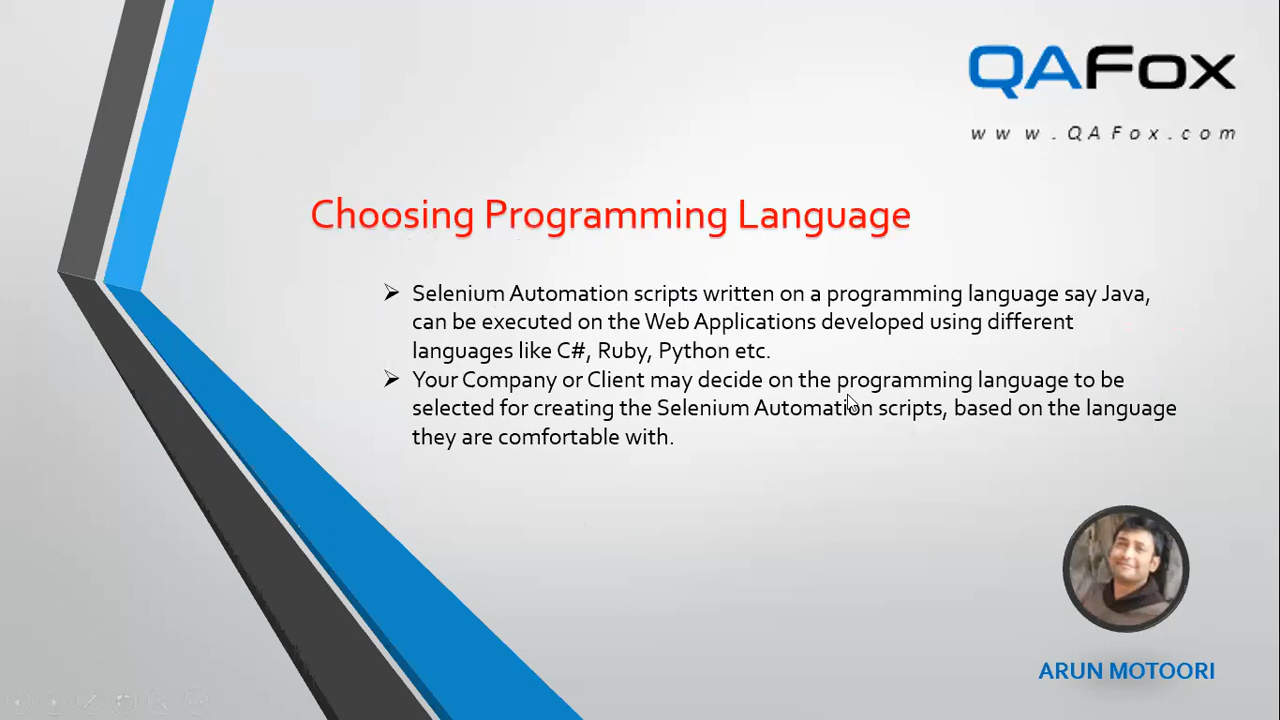 QAFox
www.QAFox.com
Choosing Programming Language
➢ Selenium Automation scripts written on a programming language say Java,
can be executed on the Web Applications developed using different
languages like C#, Ruby, Python etc.
➢ Your Company or Client may decide on the programming language to be
selected for creating the Selenium Automation scripts, based on the language
they are comfortable with.
ARUN MOTOORI